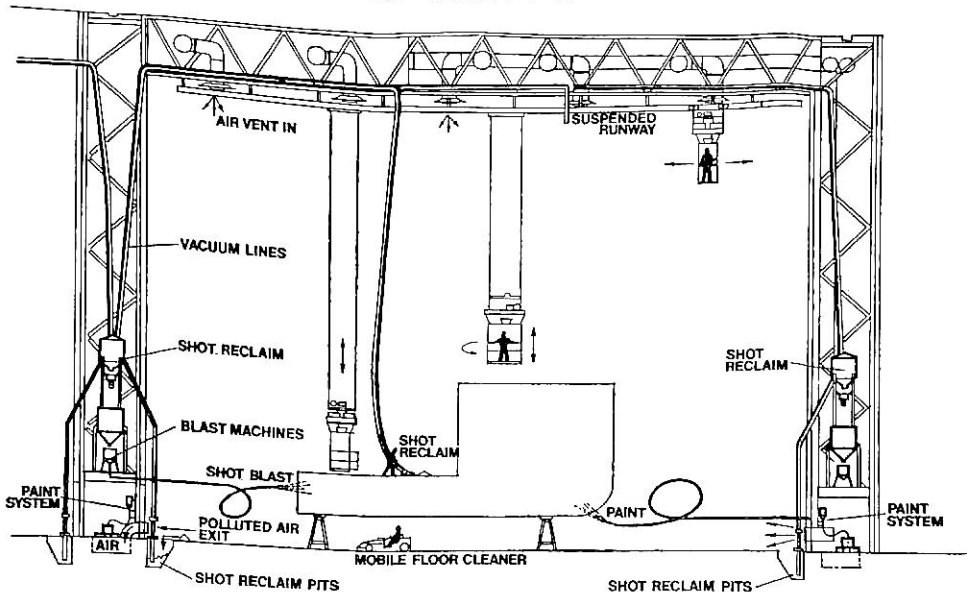 AIR VENT IN
SUSPENDED
RUNWAY
VACUUM LINES
SHOT. RECLAIM
SHOT
RECLAIM
BLAST MACHINES
SHOT
RECLAIM
SHOT BLAST
PAINT
SYSTEM
PAINT
PAINT
SYSTEM
POLLUTED AIR
EXIT
AIR
MOBILE FLOOR CLEANER
SHOT RECLAIM PITS
SHOT RECLAIM PITS